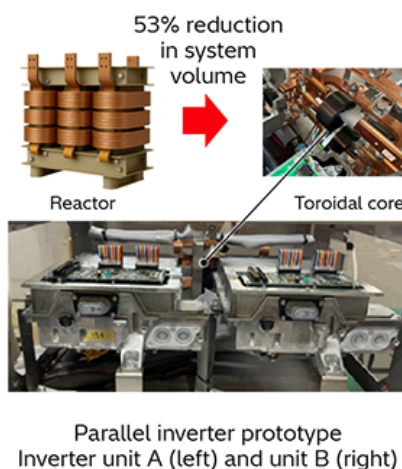 53% reduction
in system
volume
Reactor
Toroidal core
Parallel inverter prototype
Inverter unit A (left) and unit B (right)